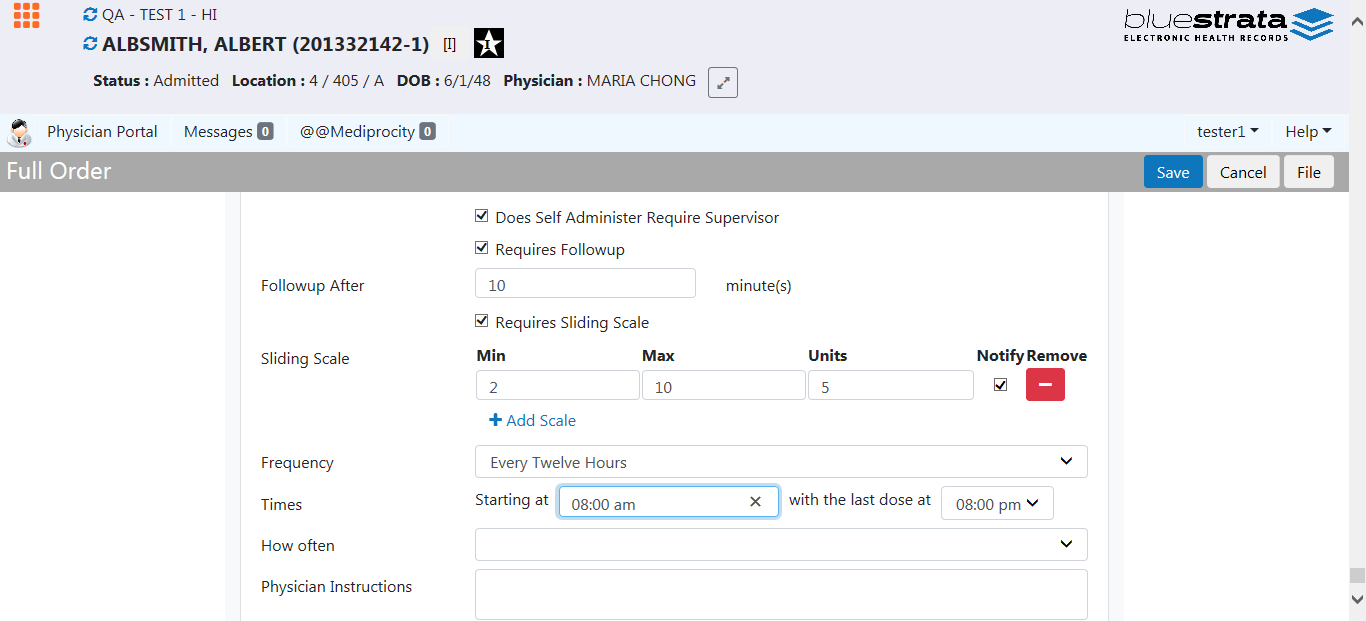 QA - TEST 1 - HI
bluestrata
ELECTRONIC HEALTH RECORDS
ALBSMITH, ALBERT (201332142-1) [I] 1
Status : Admitted Location : 4 / 405 / A DOB : 6/1/48 Physician : MARIA CHONG
Physician Portal Messages 0 @@Mediprocity 0 tester1 Help
Full Order Save Cancel File
Does Self Administer Require Supervisor
Requires Followup
Followup After 10 minute(s)
Requires Sliding Scale
Sliding Scale Min Max Units Notify Remove
2 10 5
Add Scale
Frequency Every Twelve Hours
Times Starting at 08:00 am with the last dose at 08:00 pm
How often
Physician Instructions